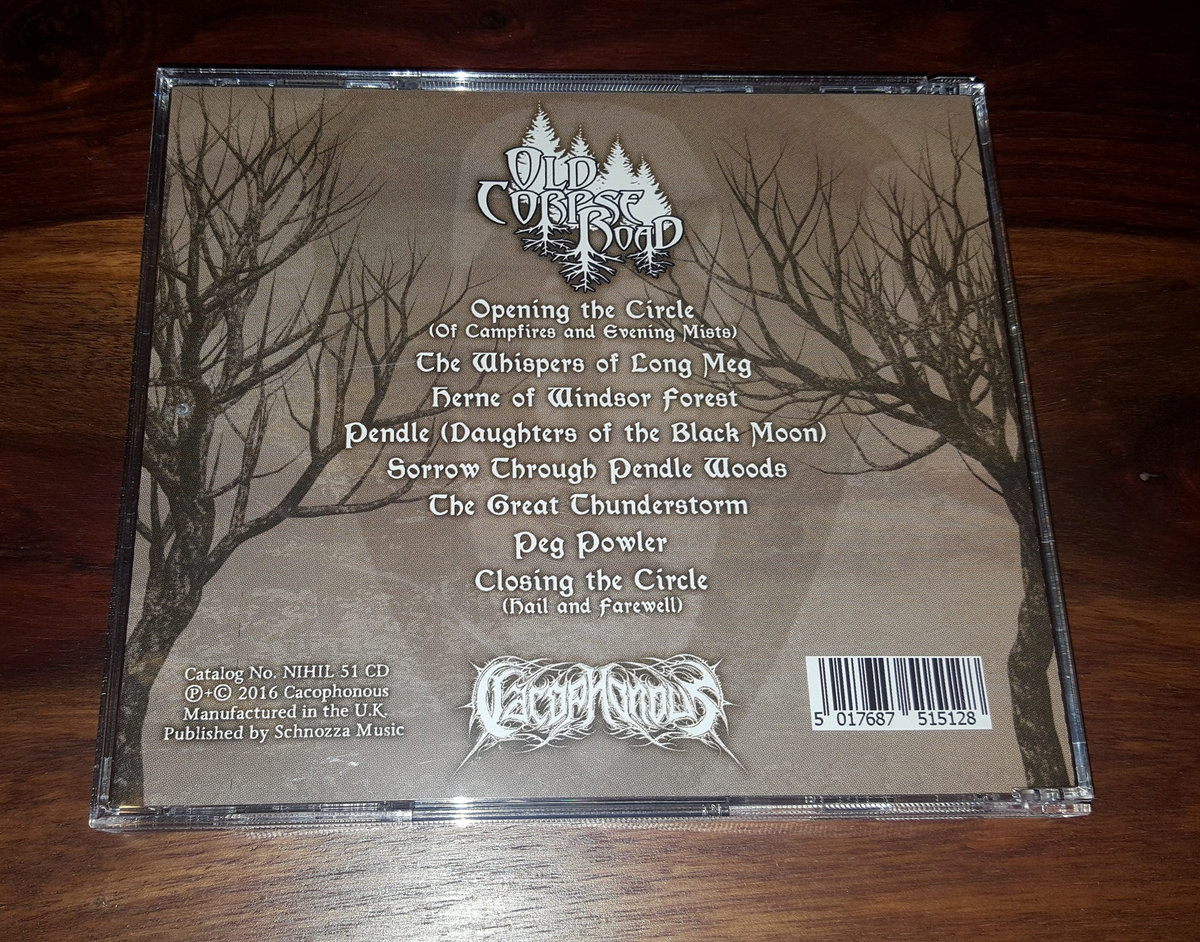 Old
Corpse
Road
Opening the Circle
(Of Campfires and Evening Mists)
The Whispers of Long Meg
Herne of Windsor Forest
Pendle (Daughters of the Black Moon)
Sorrow Through Pendle Woods
The Great Thunderstorm
Peg Powler
Closing the Circle
(Hail and Farewell)
Catalog No. NIHIL 51 CD
℗+© 2016 Cacophonous
Manufactured in the U.K.
Published by Schnozza Music
Cacophonous
5 017687 515128